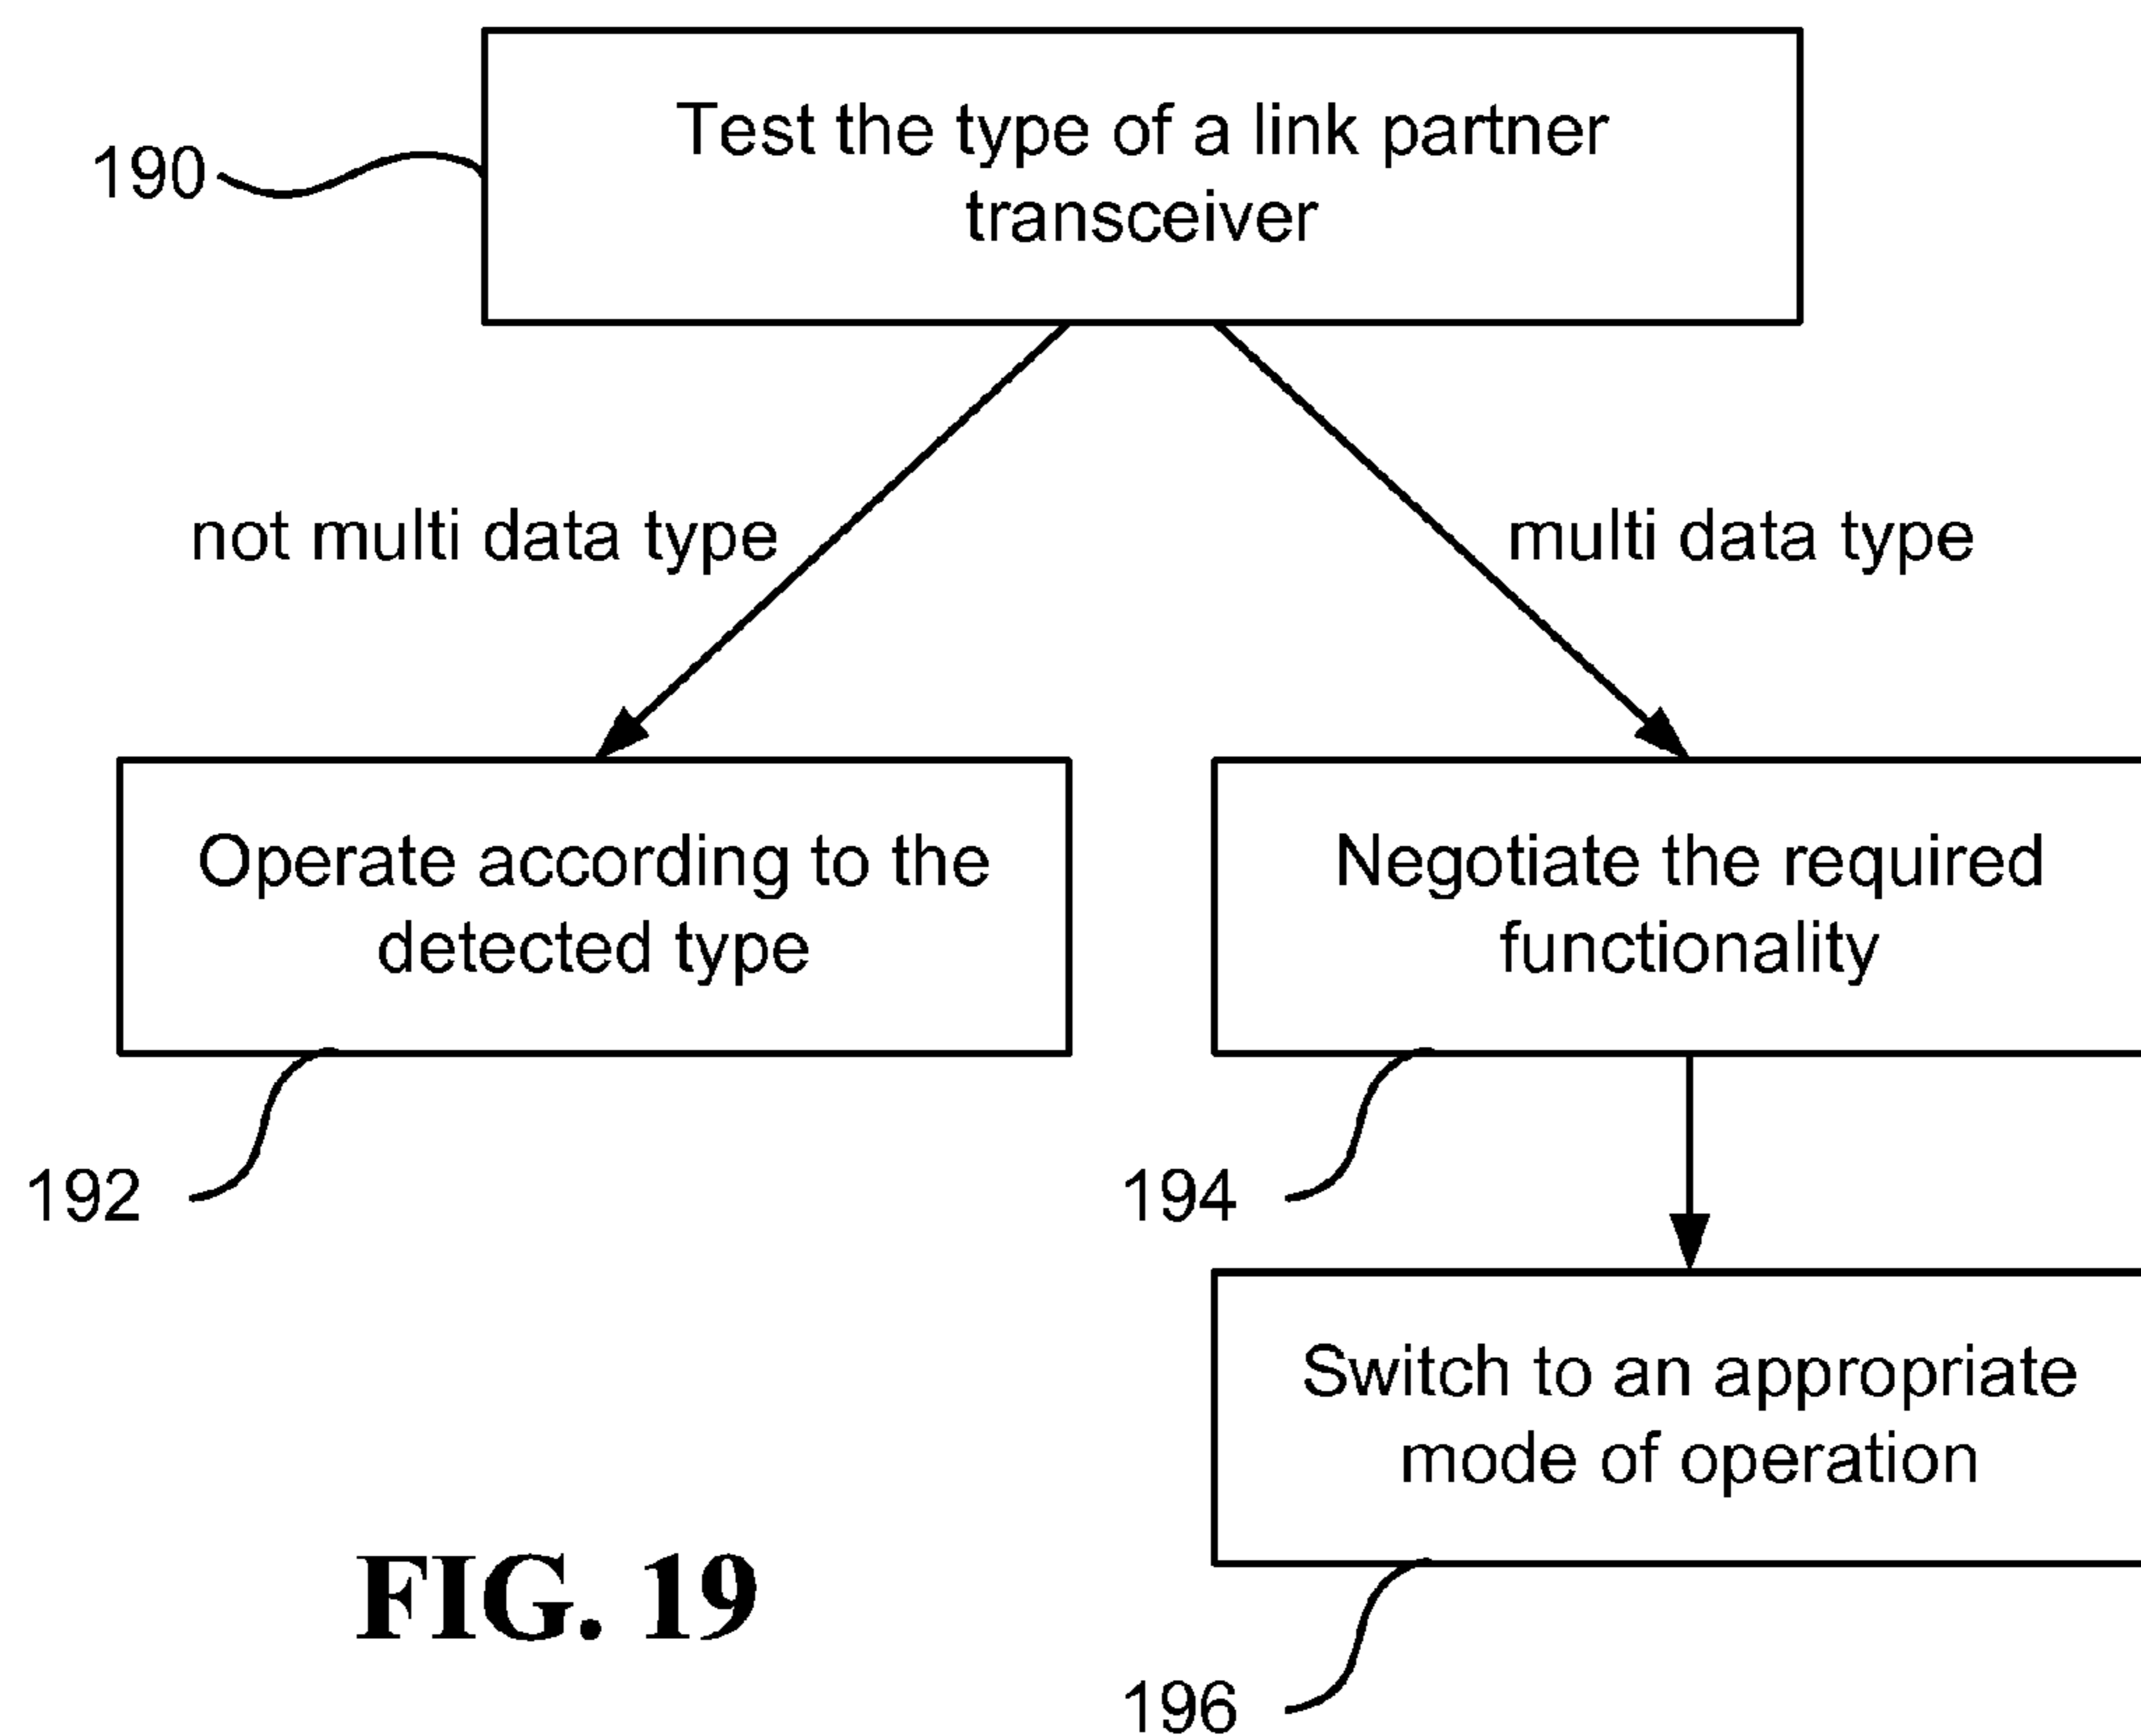 Test the type of a link partner
transceiver
190
not multi data type
multi data type
Operate according to the
detected type
Negotiate the required
functionality
192
194
Switch to an appropriate
mode of operation
FIG. 19
196